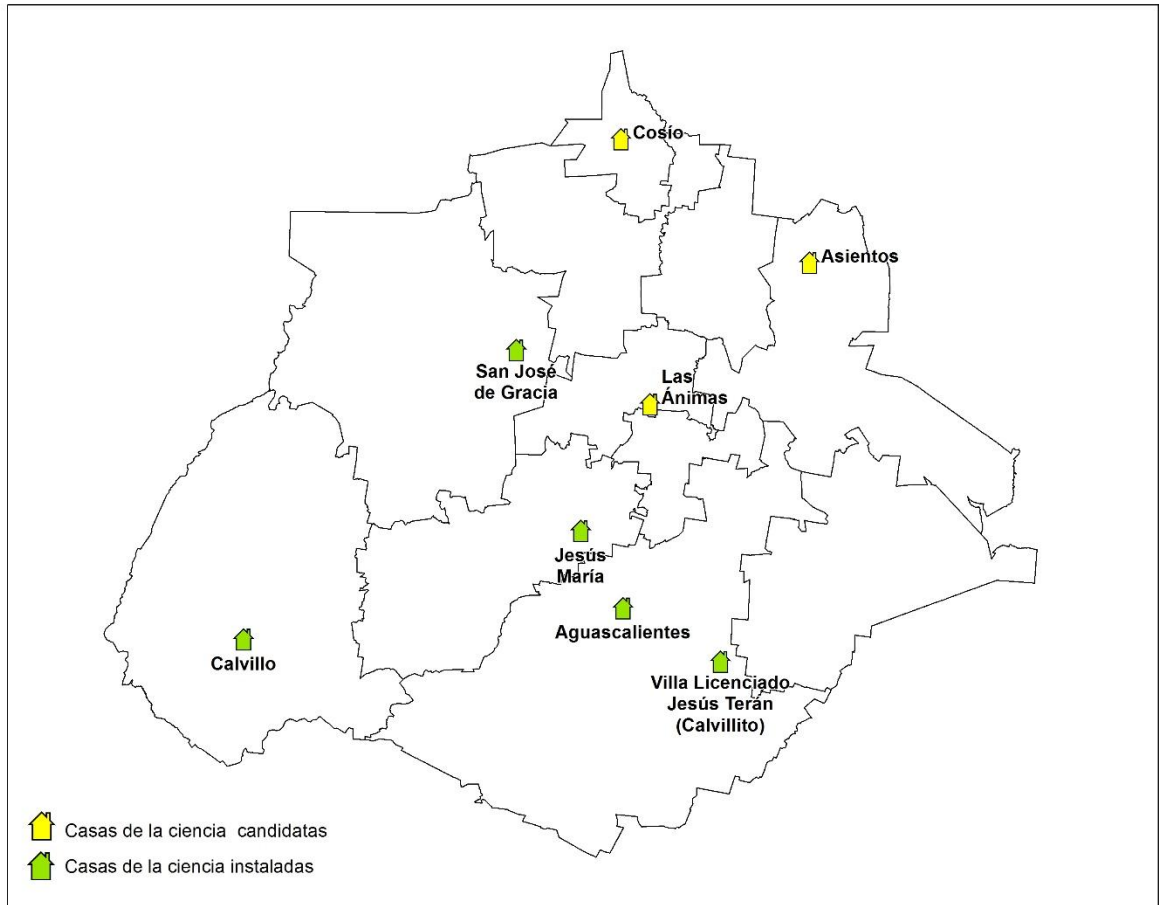 Cosío
Asientos
San José
de Gracia
Las
Ánimas
Jesús
María
Aguascalientes
Calvillo
Villa Licenciado
Jesús Terán
(Calvillito)
Casas de la ciencia candidatas
Casas de la ciencia instaladas